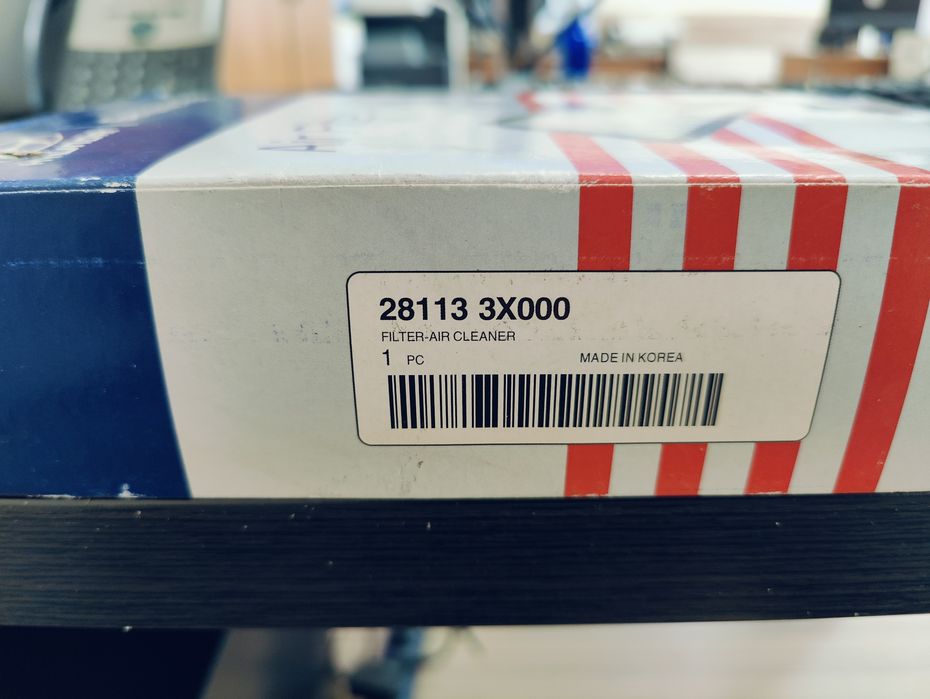 28113 3X000
FILTER-AIR CLEANER
1 PC
MADE IN KOREA